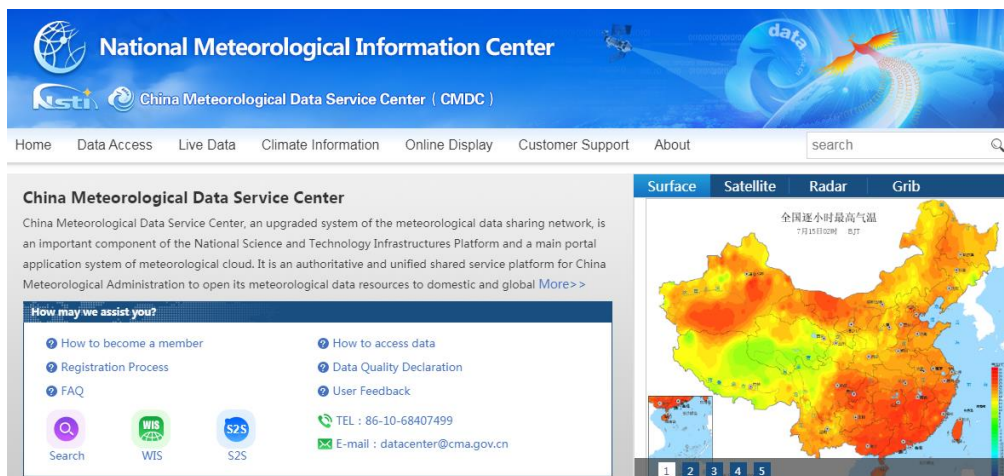 National Meteorological Information Center
data
Nsti China Meteorological Data Service Center ( CMDC )
Home Data Access Live Data Climate Information Online Display Customer Support About search
China Meteorological Data Service Center
China Meteorological Data Service Center, an upgraded system of the meteorological data sharing network, is
an important component of the National Science and Technology Infrastructures Platform and a main portal
application system of meteorological cloud. It is an authoritative and unified shared service platform for China
Meteorological Administration to open its meteorological data resources to domestic and global More>>
How may we assist you?
How to become a member
How to access data
Registration Process
Data Quality Declaration
FAQ
User Feedback
TEL : 86-10-68407499
E-mail : datacenter@cma.gov.cn
WIS
S2S
Search WIS S2S
Surface Satellite Radar Grib
全国逐小时最高气温
7月15日02时 BJT
1 2 3 4 5